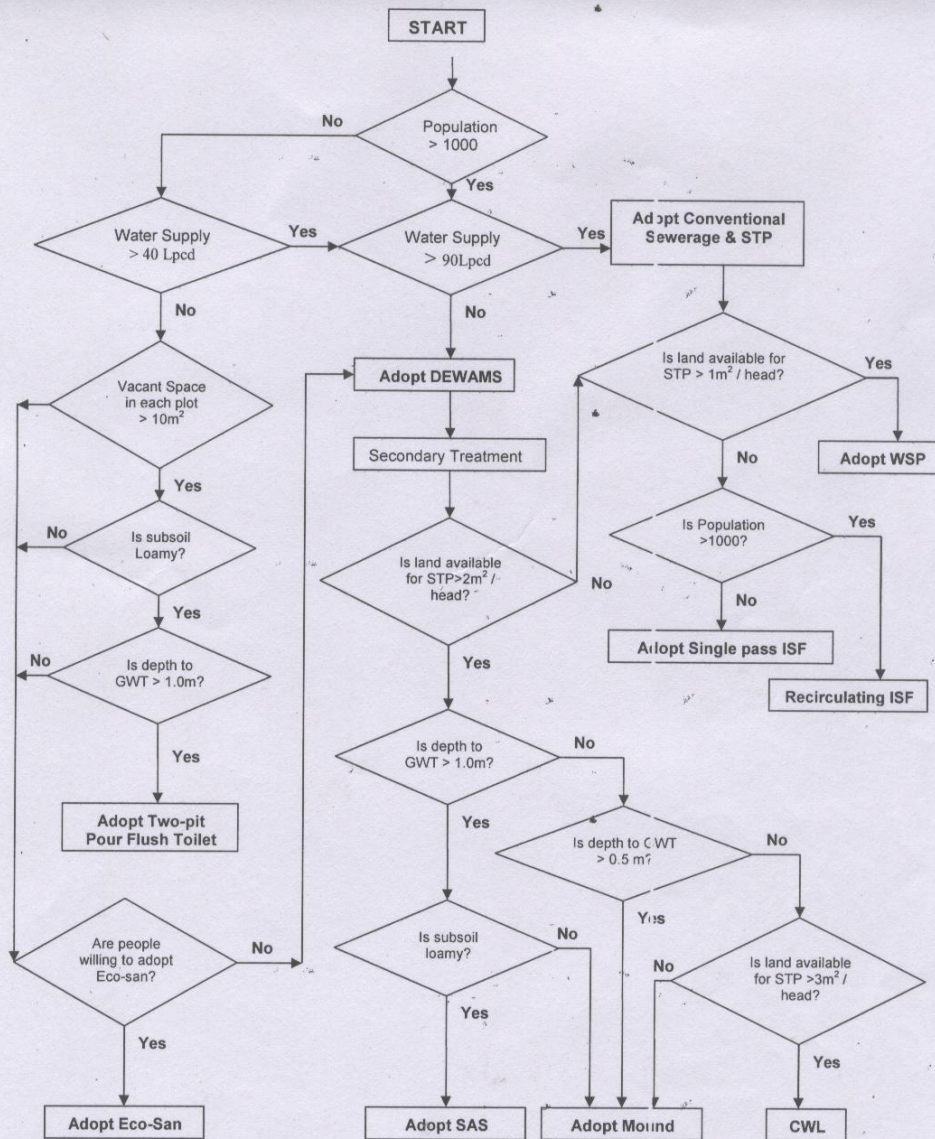 START
Population
> 1000
No
Yes
Water Supply
> 40 Lpcd
Yes
No
Water Supply
> 90Lpcd
Yes
No
Adopt Conventional
Sewerage & STP
Vacant Space
in each plot
> 10m²
Yes
Adopt DEWAMS
Secondary Treatment
Is land available for
STP > 1m² / head?
Yes
No
Adopt WSP
Is subsoil
Loamy?
No
Yes
Is land available
for STP>2m² /
head?
No
Yes
Is Population
>1000?
Yes
No
Adopt Single pass ISF
Recirculating ISF
Is depth to
GWT > 1.0m?
No
Yes
Adopt Two-pit
Pour Flush Toilet
Is depth to
GWT > 1.0m?
No
Yes
Is depth to GWT
> 0.5 m?
No
Yes
Are people
willing to adopt
Eco-san?
No
Yes
Is subsoil
loamy?
No
Yes
Is land available
for STP >3m² /
head?
No
Yes
Adopt Eco-San
Adopt SAS
Adopt Mound
CWL